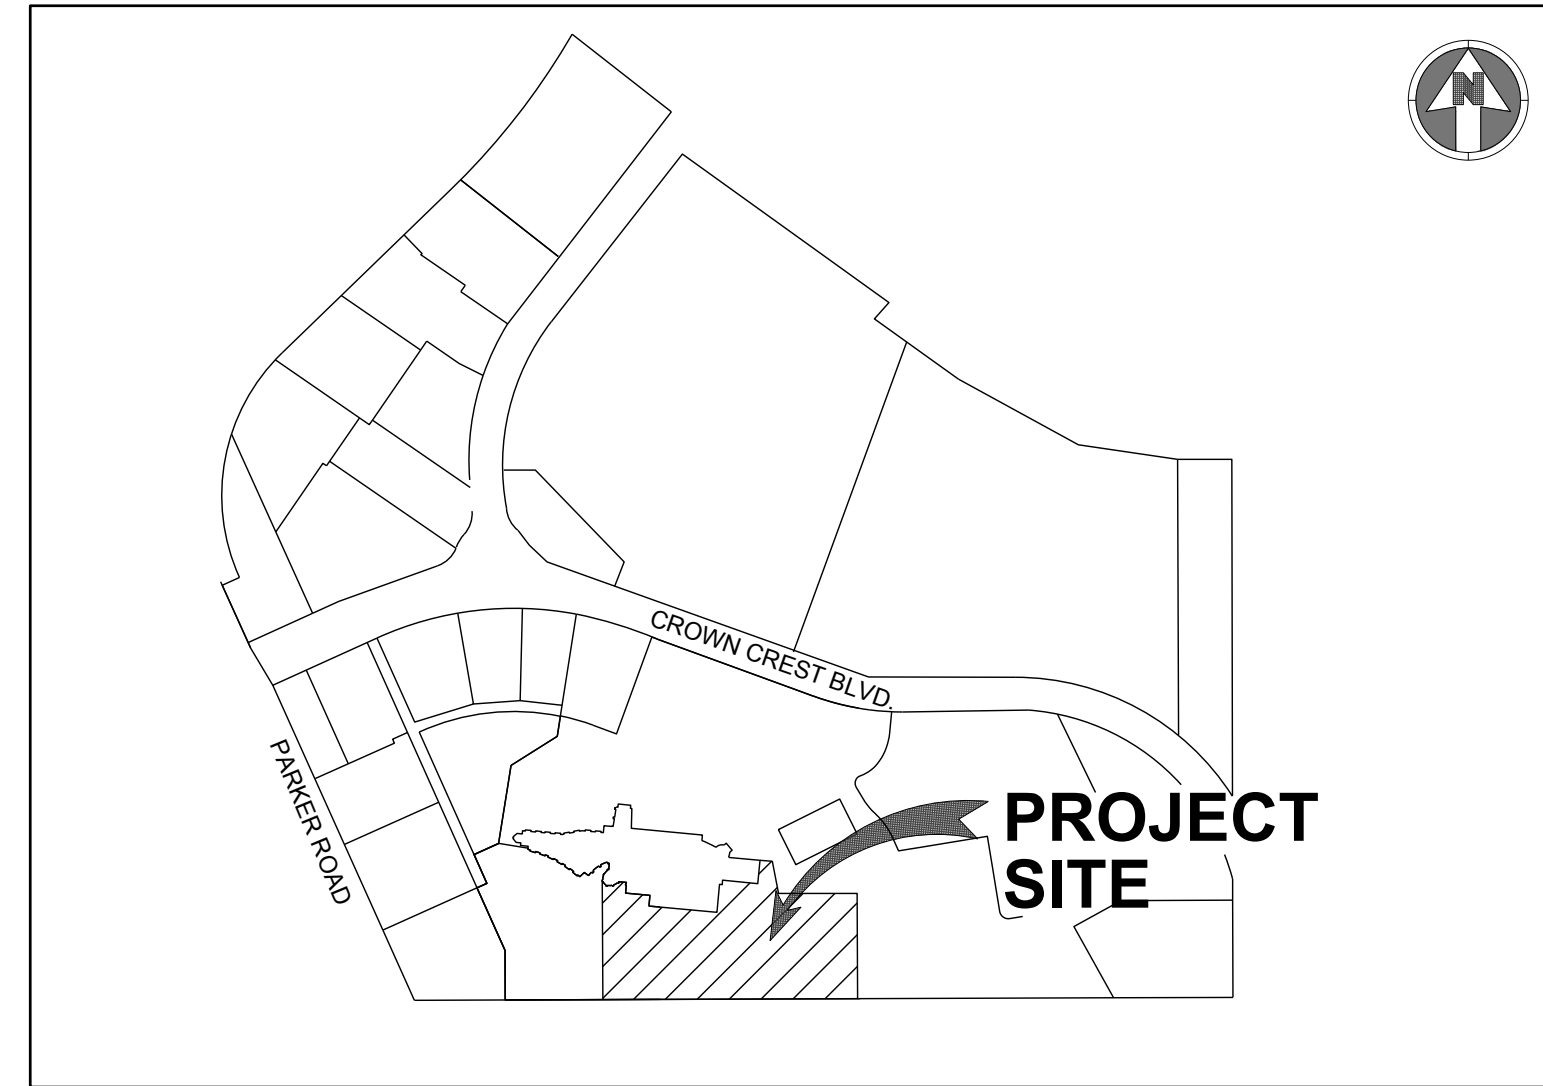 N
CROWN CREST BLVD.
PARKER ROAD
PROJECT
SITE